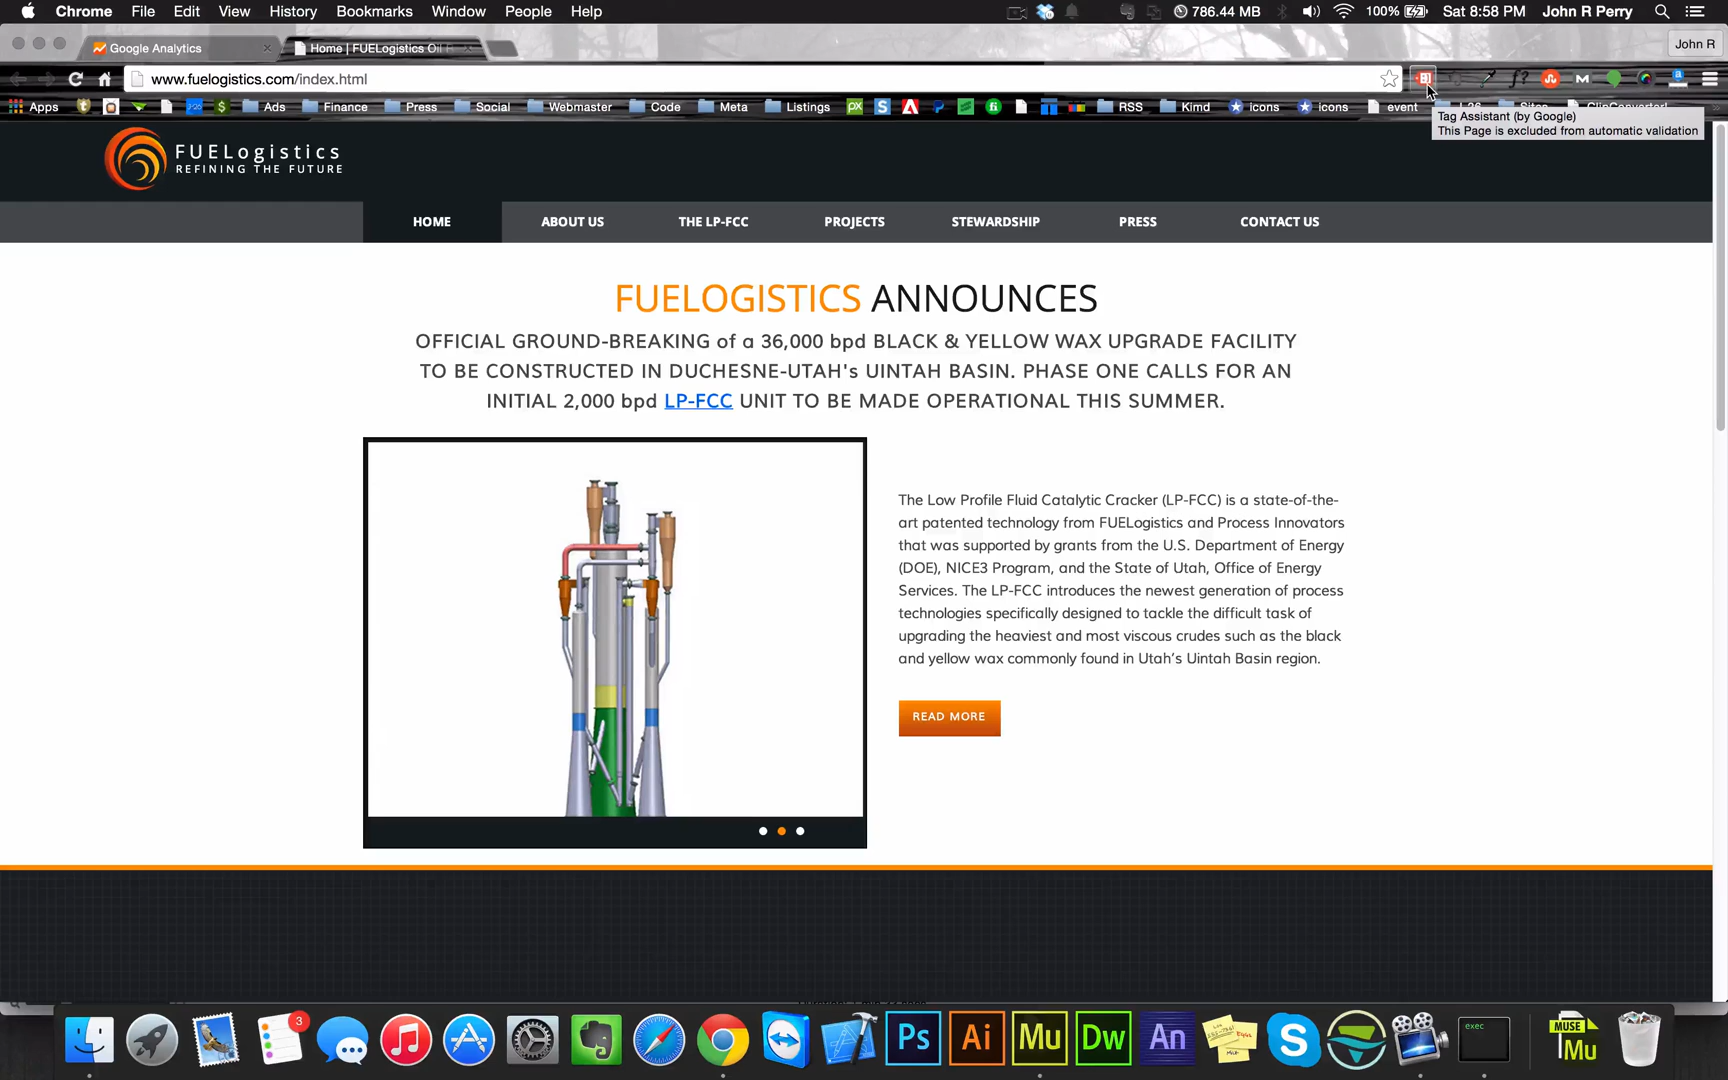 Chrome File Edit View History Bookmarks Window People Help 786.44 MB 100% Sat 8:58 PM John R Perry
Google Analytics Home | FUELogistics Oil John R
www.fuelogistics.com/index.html
Apps Ads Finance Press Social Webmaster Code Meta Listings RSS Kimd icons icons event
Tag Assistant (by Google)
This Page is excluded from automatic validation
FUELogistics
REFINING THE FUTURE
HOME ABOUT US THE LP-FCC PROJECTS STEWARDSHIP PRESS CONTACT US
FUELOGISTICS ANNOUNCES
OFFICIAL GROUND-BREAKING of a 36,000 bpd BLACK & YELLOW WAX UPGRADE FACILITY
TO BE CONSTRUCTED IN DUCHESNE-UTAH's UINTAH BASIN. PHASE ONE CALLS FOR AN
INITIAL 2,000 bpd LP-FCC UNIT TO BE MADE OPERATIONAL THIS SUMMER.
The Low Profile Fluid Catalytic Cracker (LP-FCC) is a state-of-the-
art patented technology from FUELogistics and Process Innovators
that was supported by grants from the U.S. Department of Energy
(DOE), NICE3 Program, and the State of Utah, Office of Energy
Services. The LP-FCC introduces the newest generation of process
technologies specifically designed to tackle the difficult task of
upgrading the heaviest and most viscous crudes such as the black
and yellow wax commonly found in Utah’s Uintah Basin region.
READ MORE
3
Ps Ai Mu Dw An S exec MUSE Mu